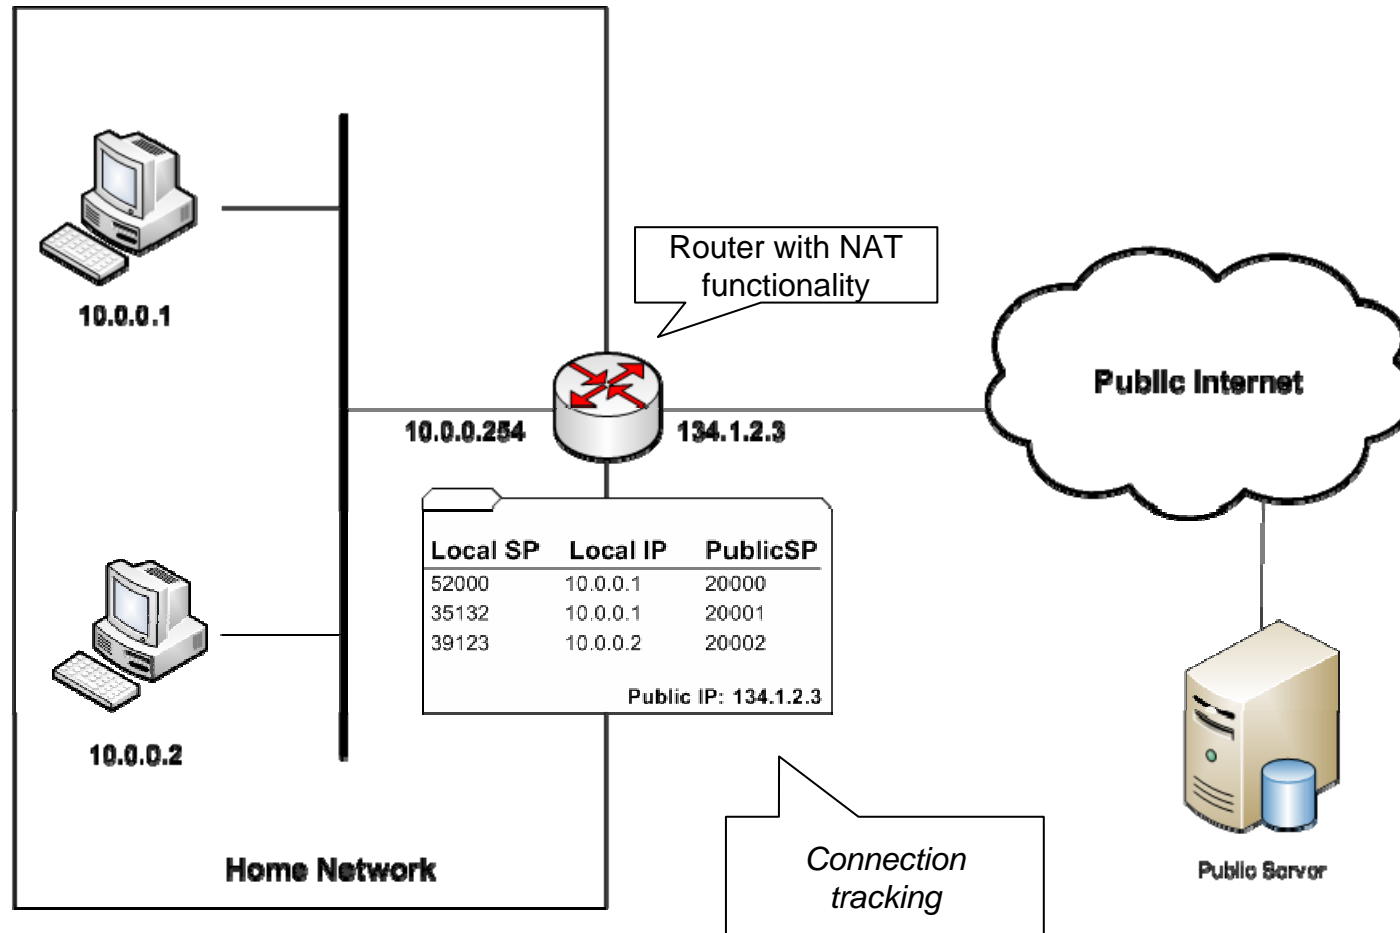 Router with NAT
functionality
10.0.0.1
Public Internet
10.0.0.254
134.1.2.3
Local SP Local IP PublicSP
52000 10.0.0.1 20000
35132 10.0.0.1 20001
39123 10.0.0.2 20002
Public IP: 134.1.2.3
10.0.0.2
Connection
tracking
Home Network
Public Server